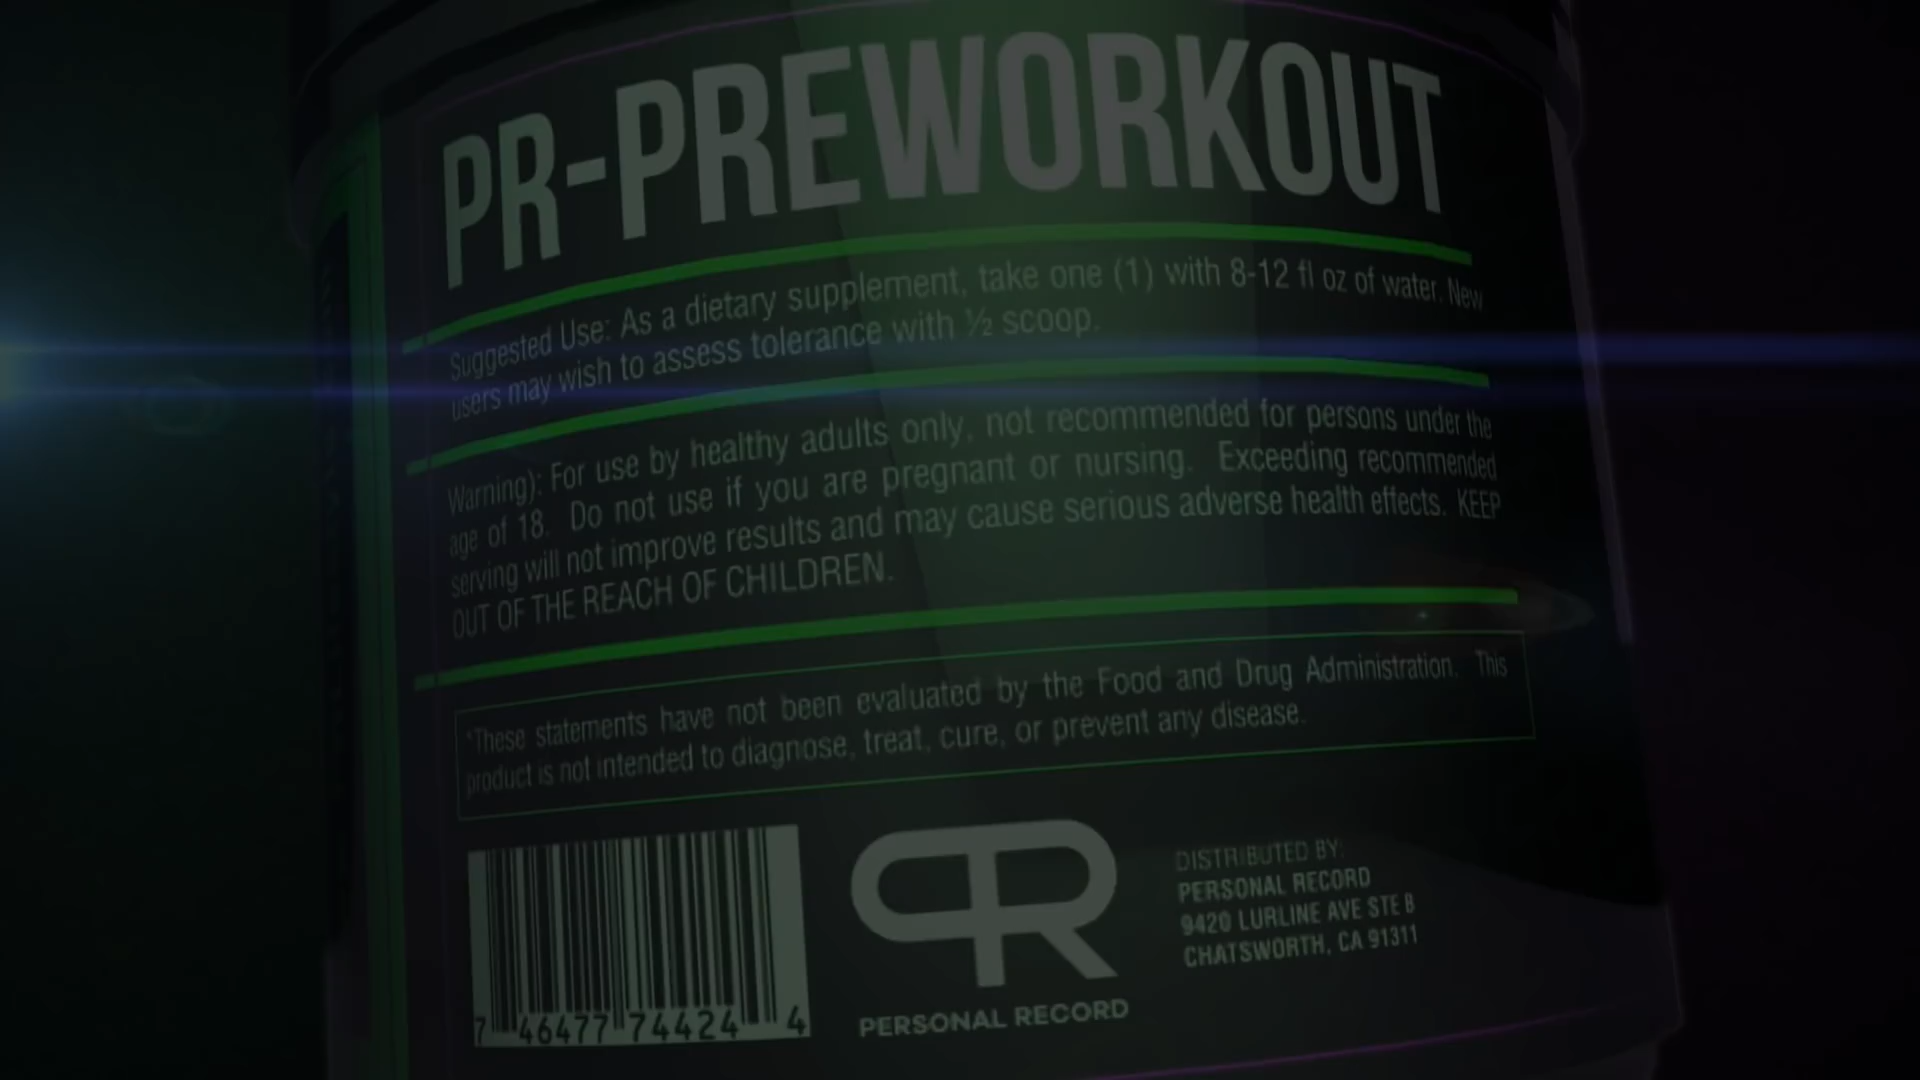 PR-PREWORKOUT
Suggested Use: As a dietary supplement, take one (1) with 8-12 fl oz of water. New
users may wish to assess tolerance with ½ scoop.
Warning): For use by healthy adults only, not recommended for persons under the
age of 18. Do not use if you are pregnant or nursing. Exceeding recommended
serving will not improve results and may cause serious adverse health effects. KEEP
OUT OF THE REACH OF CHILDREN.
*These statements have not been evaluated by the Food and Drug Administration. This
product is not intended to diagnose, treat, cure, or prevent any disease.
7 46477 74424 4
PR
PERSONAL RECORD
DISTRIBUTED BY:
PERSONAL RECORD
9420 LURLINE AVE STE B
CHATSWORTH, CA 91311